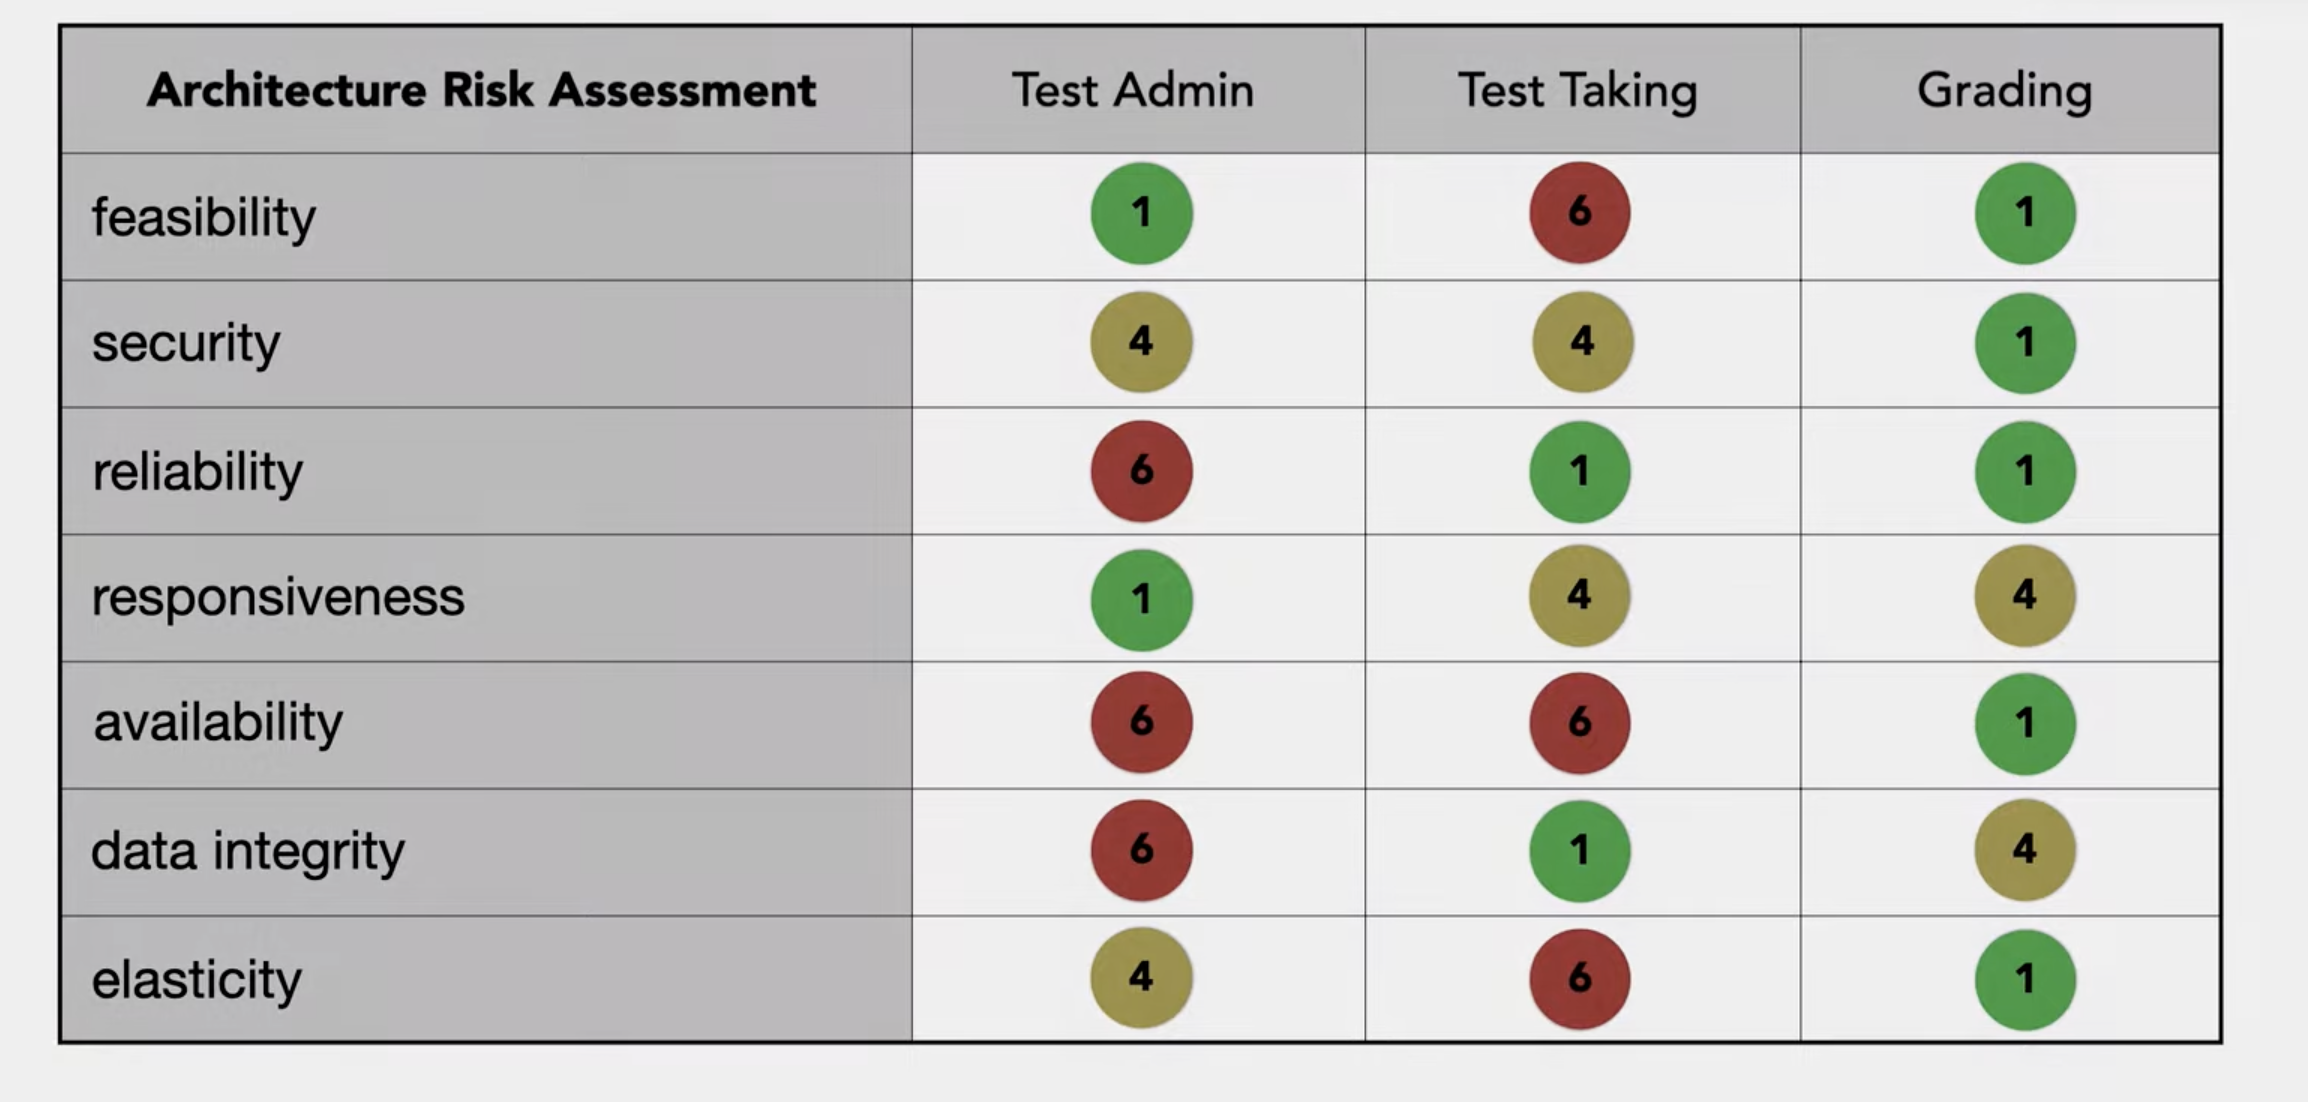 Architecture Risk Assessment Test Admin Test Taking Grading
feasibility 1 6 1
security 4 4 1
reliability 6 1 1
responsiveness 1 4 4
availability 6 6 1
data integrity 6 1 4
elasticity 4 6 1